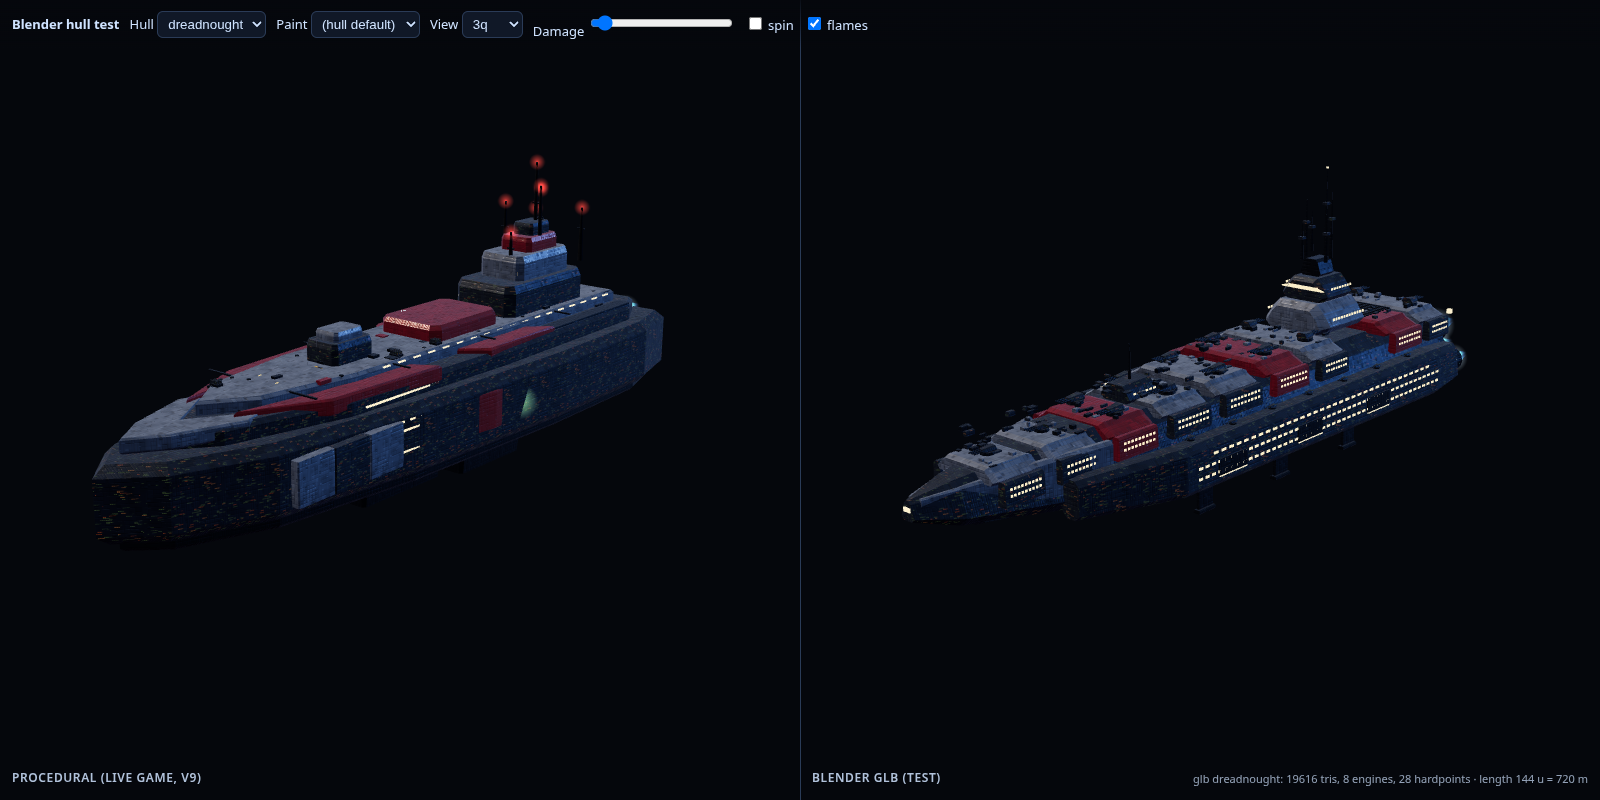 Blender hull test Hull dreadnought Paint (hull default) View 3q Damage spin flames
PROCEDURAL (LIVE GAME, V9)
BLENDER GLB (TEST)
glb dreadnought: 19616 tris, 8 engines, 28 hardpoints · length 144 u = 720 m